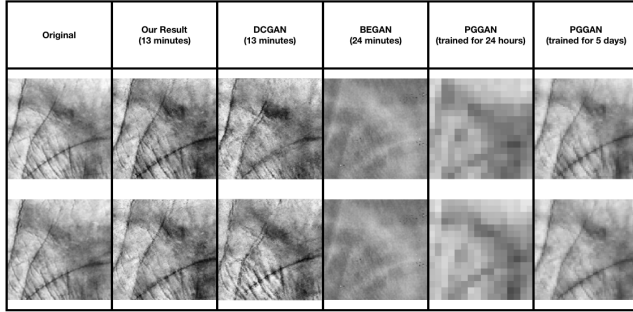 Original
Our Result
(13 minutes)
DCGAN
(13 minutes)
BEGAN
(24 minutes)
PGGAN
(trained for 24 hours)
PGGAN
(trained for 5 days)